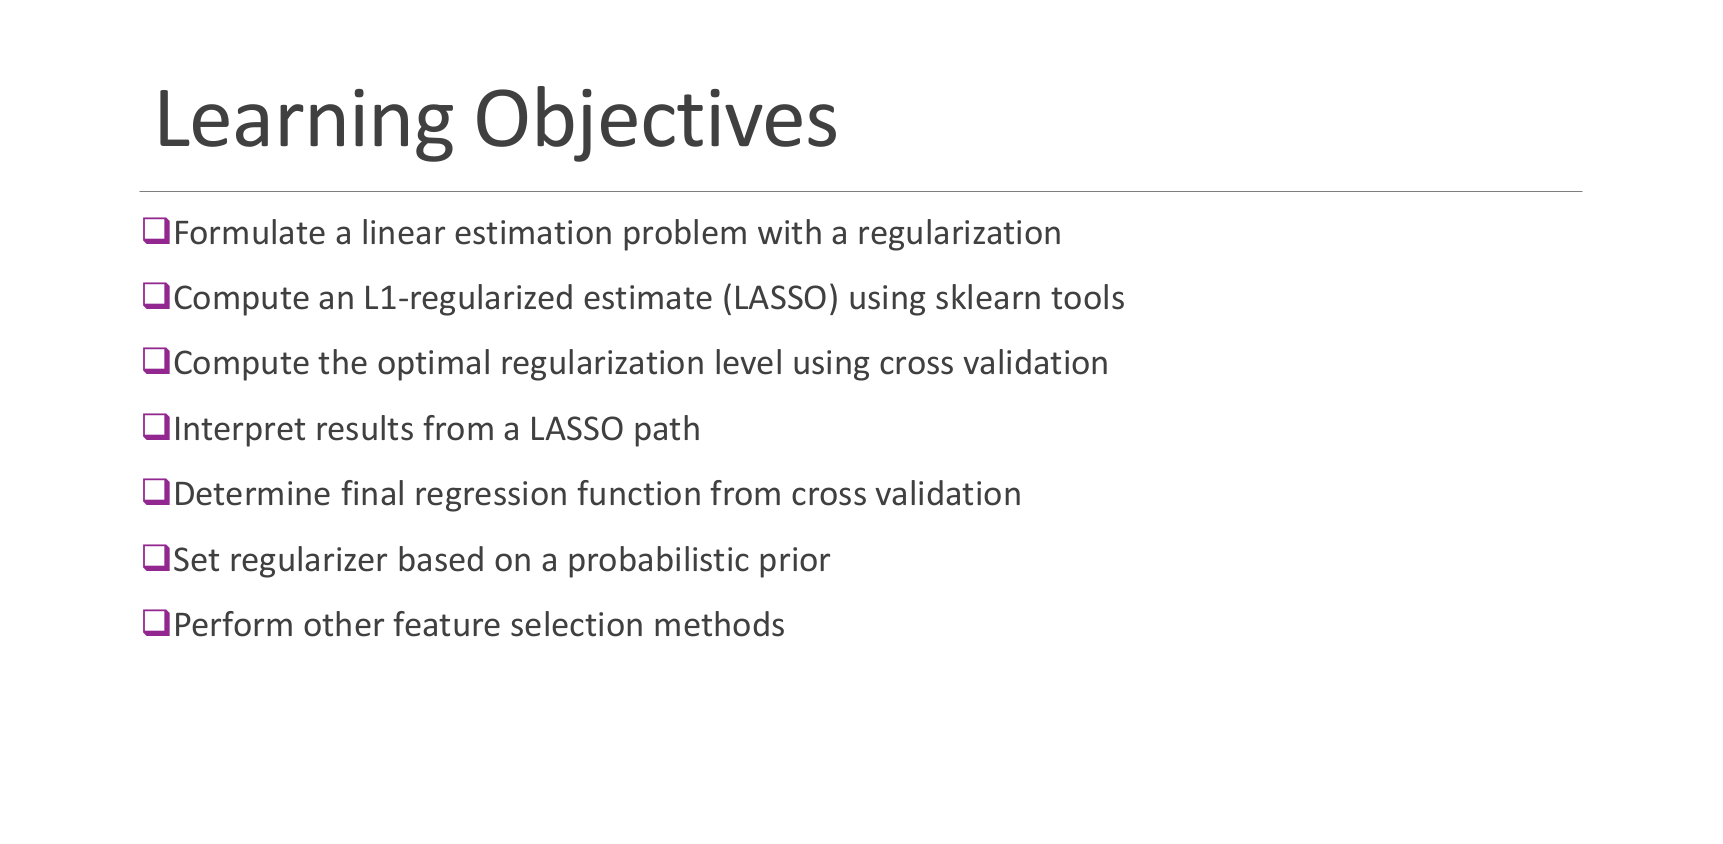 Learning Objectives
Formulate a linear estimation problem with a regularization
Compute an L1-regularized estimate (LASSO) using sklearn tools
Compute the optimal regularization level using cross validation
Interpret results from a LASSO path
Determine final regression function from cross validation
Set regularizer based on a probabilistic prior
Perform other feature selection methods